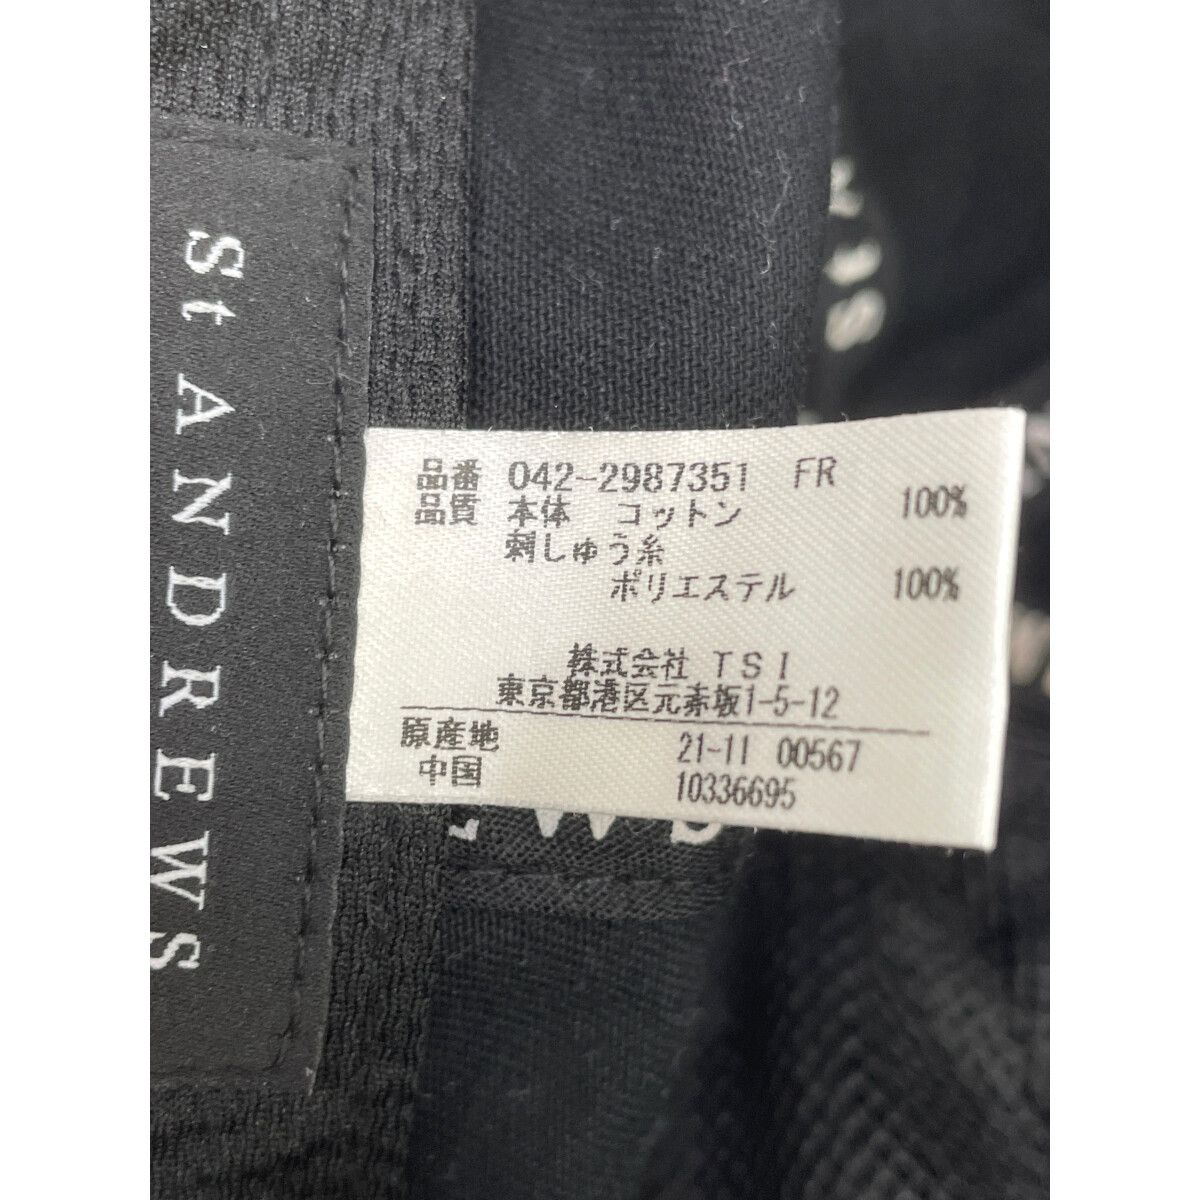 St ANDREWS
品番 042-2987351 FR
品質 本体 コットン 100%
刺しゅう糸
ポリエステル 100%
株式会社 TSI
東京都港区元赤坂1-5-12
原産地 21-11 00567
中国 10336695
st